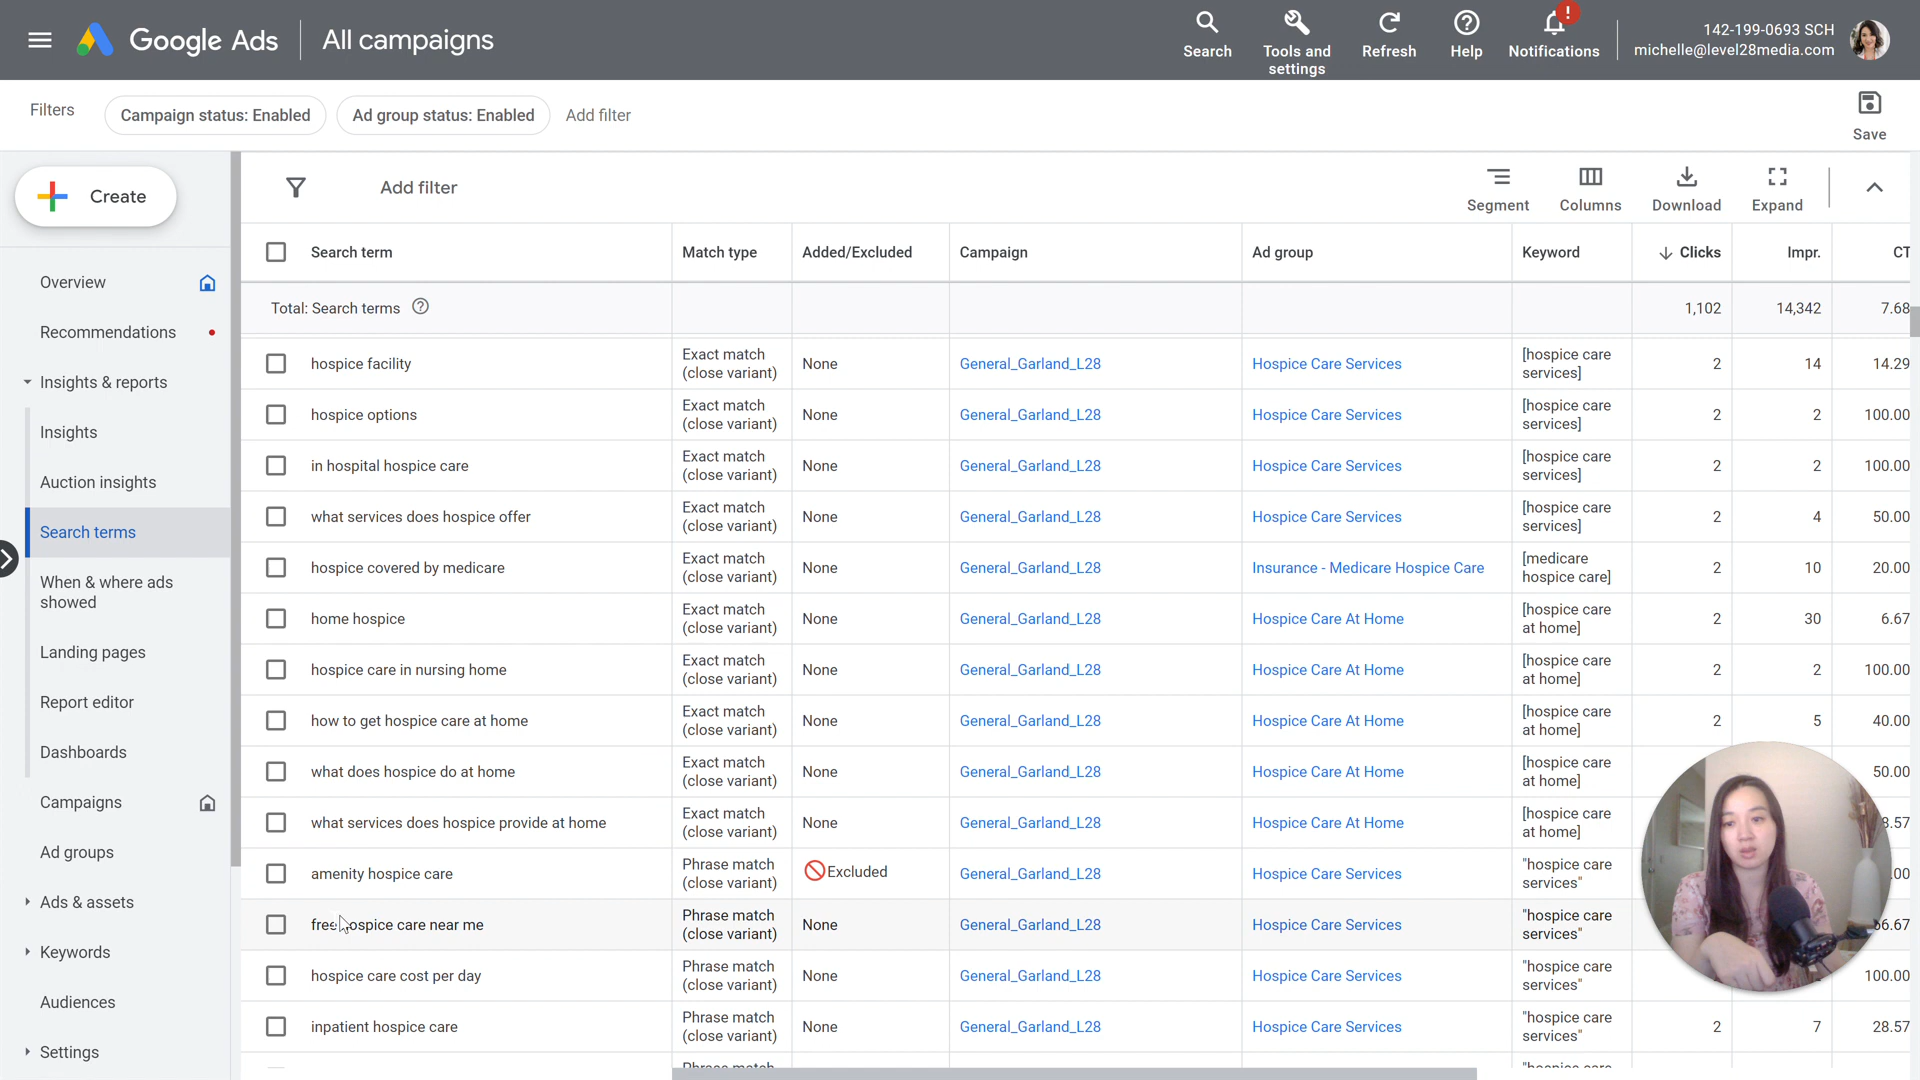 Google Ads
All campaigns
Search
Tools and
settings
Refresh
Help
!
Notifications
142-199-0693 SCH
michelle@level28media.com
Filters
Campaign status: Enabled
Ad group status: Enabled
Add filter
Save
Create
Add filter
Segment
Columns
Download
Expand
Overview
Recommendations
Insights & reports
Insights
Auction insights
Search terms
When & where ads
showed
Landing pages
Report editor
Dashboards
Campaigns
Ad groups
Ads & assets
Keywords
Audiences
Settings
Search term Match type Added/Excluded Campaign Ad group Keyword Clicks Impr. CT
Total: Search terms 1,102 14,342 7.68
hospice facility Exact match (close variant) None General_Garland_L28 Hospice Care Services [hospice care services] 2 14 14.29
hospice options Exact match (close variant) None General_Garland_L28 Hospice Care Services [hospice care services] 2 2 100.00
in hospital hospice care Exact match (close variant) None General_Garland_L28 Hospice Care Services [hospice care services] 2 2 100.00
what services does hospice offer Exact match (close variant) None General_Garland_L28 Hospice Care Services [hospice care services] 2 4 50.00
hospice covered by medicare Exact match (close variant) None General_Garland_L28 Insurance - Medicare Hospice Care [medicare hospice care] 2 10 20.00
home hospice Exact match (close variant) None General_Garland_L28 Hospice Care At Home [hospice care at home] 2 30 6.67
hospice care in nursing home Exact match (close variant) None General_Garland_L28 Hospice Care At Home [hospice care at home] 2 2 100.00
how to get hospice care at home Exact match (close variant) None General_Garland_L28 Hospice Care At Home [hospice care at home] 2 5 40.00
what does hospice do at home Exact match (close variant) None General_Garland_L28 Hospice Care At Home [hospice care at home] 50.00
what services does hospice provide at home Exact match (close variant) None General_Garland_L28 Hospice Care At Home [hospice care at home] 8.57
amenity hospice care Phrase match (close variant) Excluded General_Garland_L28 Hospice Care Services "hospice care services" .00
free hospice care near me Phrase match (close variant) None General_Garland_L28 Hospice Care Services "hospice care services" 6.67
hospice care cost per day Phrase match (close variant) None General_Garland_L28 Hospice Care Services "hospice care services" 100.00
inpatient hospice care Phrase match (close variant) None General_Garland_L28 Hospice Care Services "hospice care services" 2 7 28.57